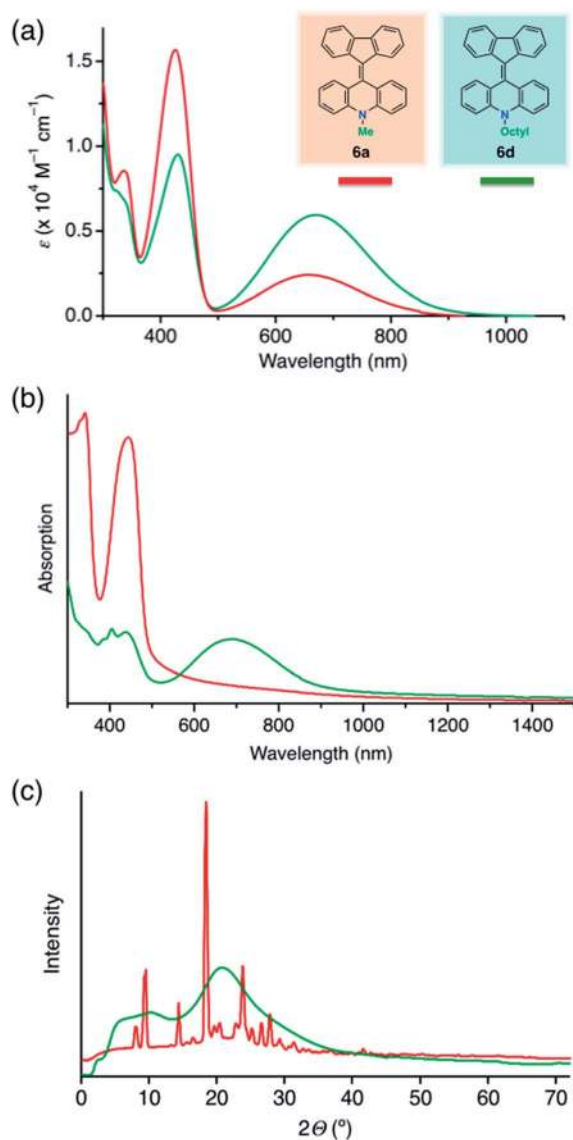 (a)
ε (x 10⁴ M⁻¹ cm⁻¹)
1.5
1.0
0.5
0.0
400
600
800
1000
Wavelength (nm)
N
Me
6a
N
Octyl
6d
(b)
Absorption
400
600
800
1000
1200
1400
Wavelength (nm)
(c)
Intensity
0
10
20
30
40
50
60
70
2Θ (º)